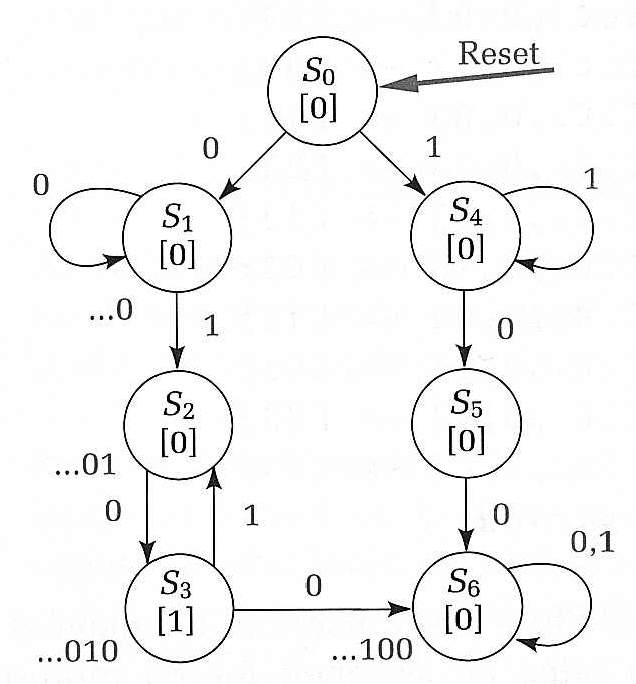 Reset
S0
[0]
0
1
0
S1
[0]
S4
[0]
1
...0
1
0
S2
[0]
S5
[0]
...01
0
1
0
0,1
S3
[1]
0
S6
[0]
...010
...100